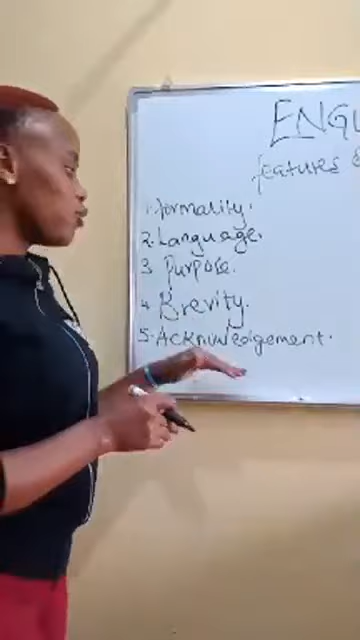 ENGL
features &
1. formality.
2. Language.
3 Purpose.
4 Brevity.
5. Acknowledgement.